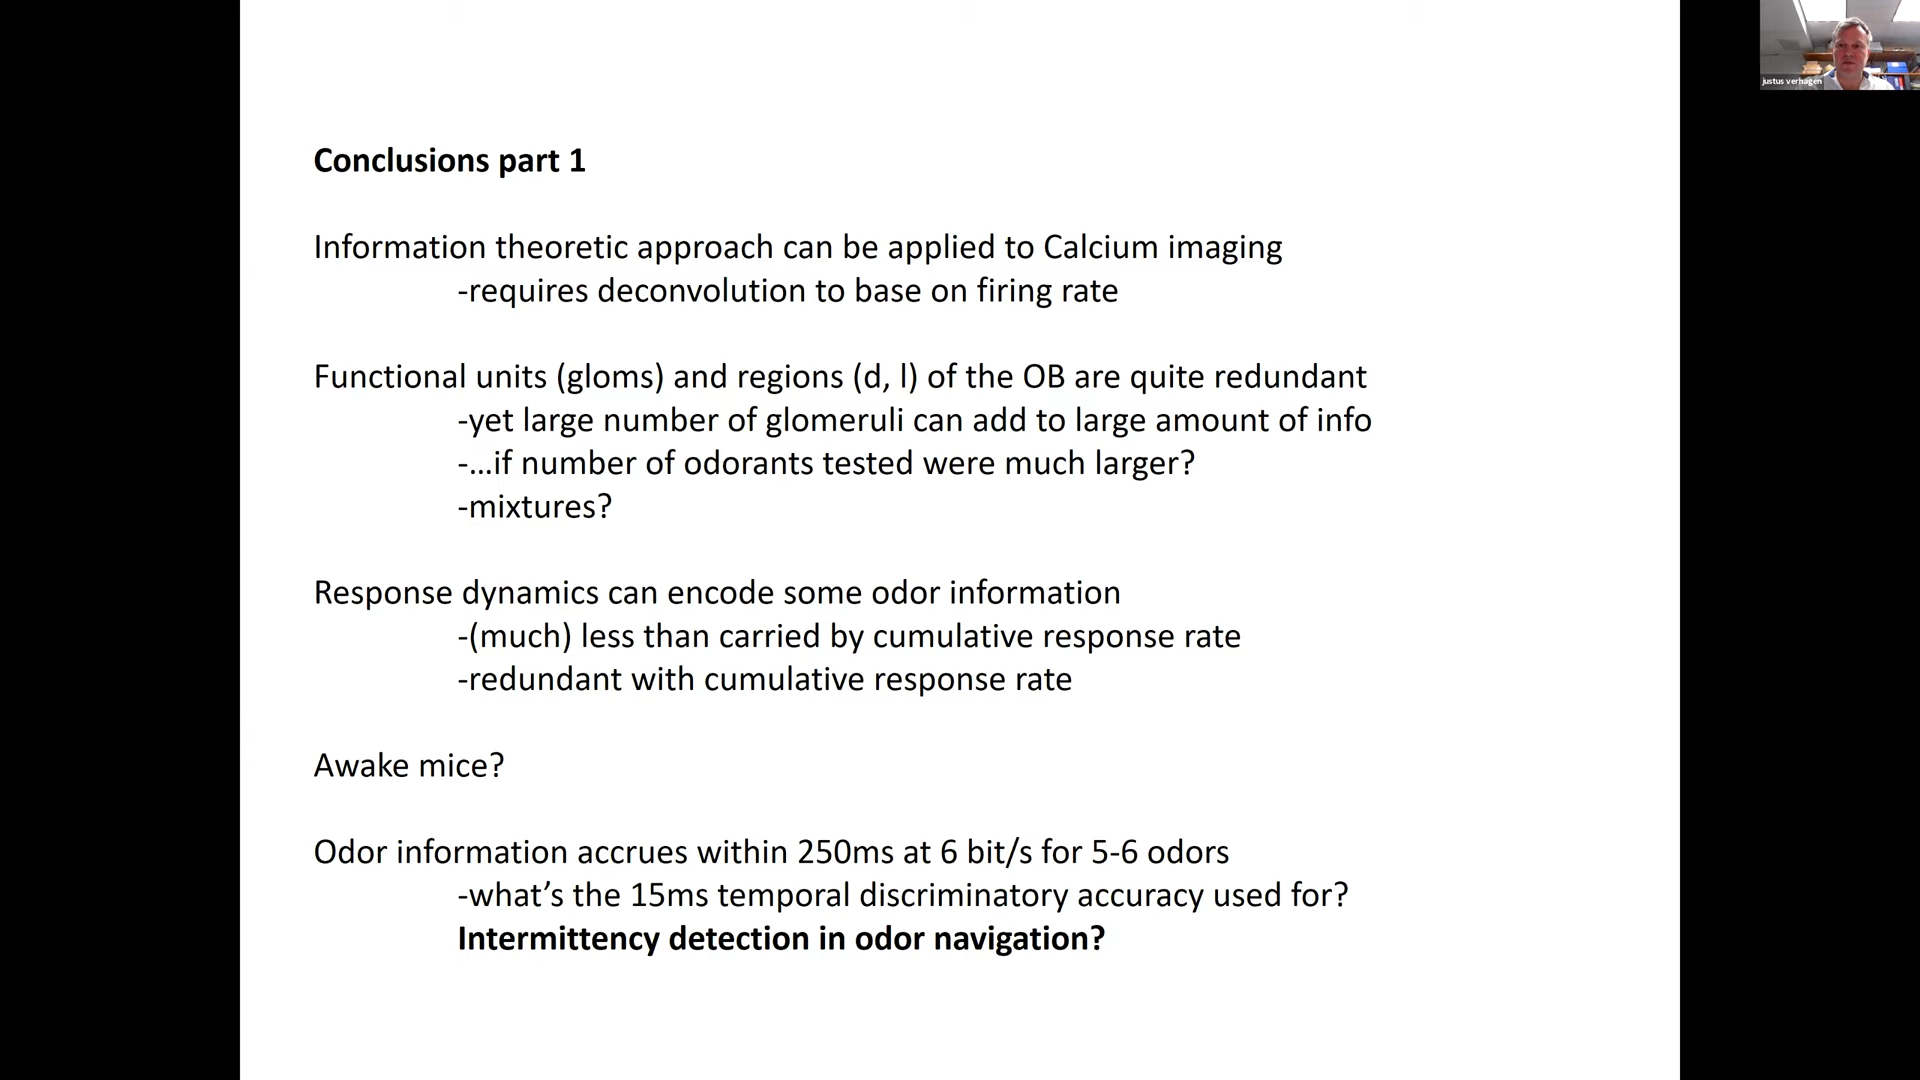 justus verhagen
Conclusions part 1
Information theoretic approach can be applied to Calcium imaging
-requires deconvolution to base on firing rate
Functional units (gloms) and regions (d, l) of the OB are quite redundant
-yet large number of glomeruli can add to large amount of info
-…if number of odorants tested were much larger?
-mixtures?
Response dynamics can encode some odor information
-(much) less than carried by cumulative response rate
-redundant with cumulative response rate
Awake mice?
Odor information accrues within 250ms at 6 bit/s for 5-6 odors
-what’s the 15ms temporal discriminatory accuracy used for?
Intermittency detection in odor navigation?